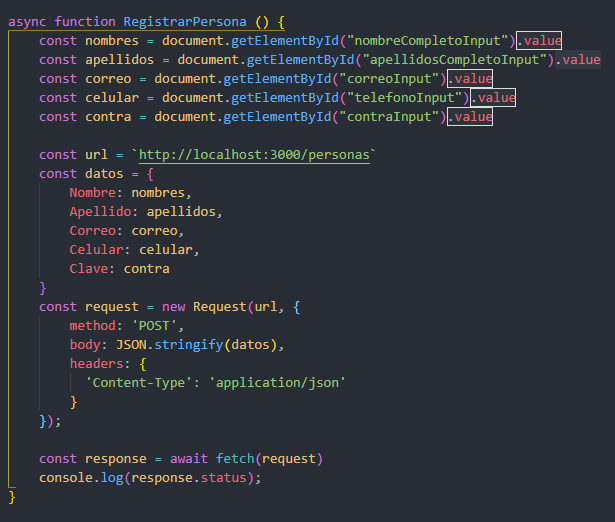 async function RegistrarPersona () {
    const nombres = document.getElementById("nombreCompletoInput").value
    const apellidos = document.getElementById("apellidosCompletoInput").value
    const correo = document.getElementById("correoInput").value
    const celular = document.getElementById("telefonoInput").value
    const contra = document.getElementById("contraInput").value

    const url = `http://localhost:3000/personas`
    const datos = {
        Nombre: nombres,
        Apellido: apellidos,
        Correo: correo,
        Celular: celular,
        Clave: contra
    }
    const request = new Request(url, {
        method: 'POST',
        body: JSON.stringify(datos),
        headers: {
          'Content-Type': 'application/json'
        }
    });

    const response = await fetch(request)
    console.log(response.status);
}